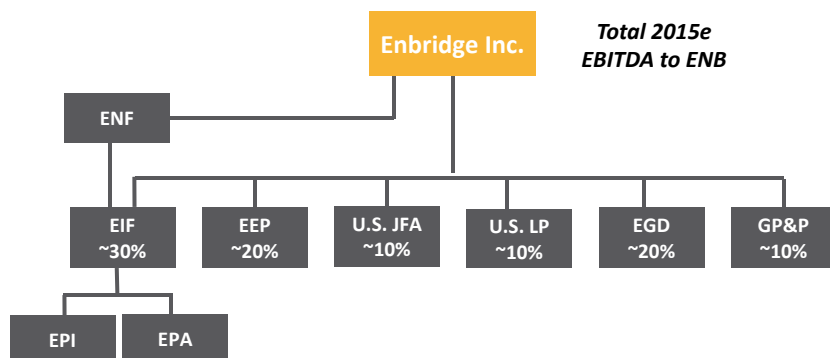 Enbridge Inc.
Total 2015e
EBITDA to ENB
ENF
EIF
~30%
EEP
~20%
U.S. JFA
~10%
U.S. LP
~10%
EGD
~20%
GP&P
~10%
EPI
EPA